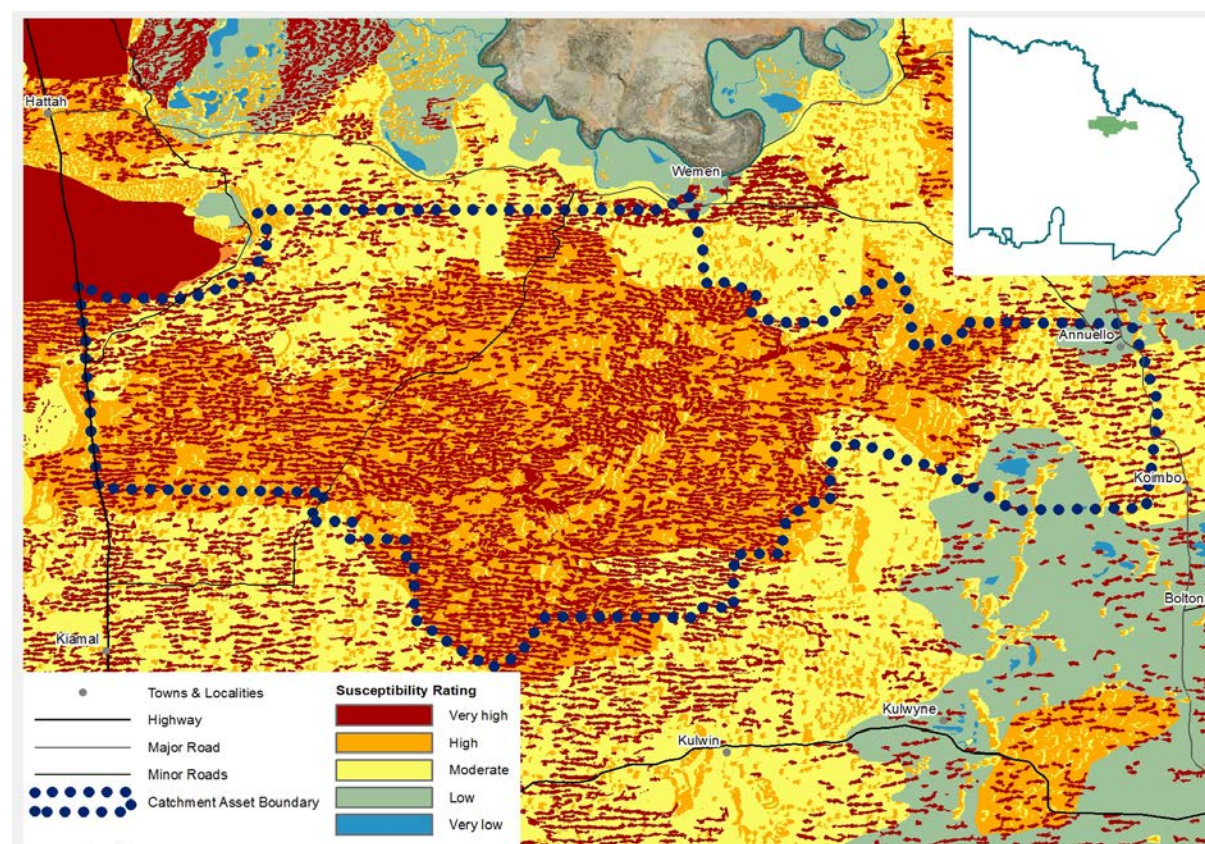 Hattah
Wemen
Annuello
Koimbo
Bolton
Kiamal
Kulwyne
Kulwin
Towns & Localities
Highway
Major Road
Minor Roads
Catchment Asset Boundary
Susceptibility Rating
Very high
High
Moderate
Low
Very low